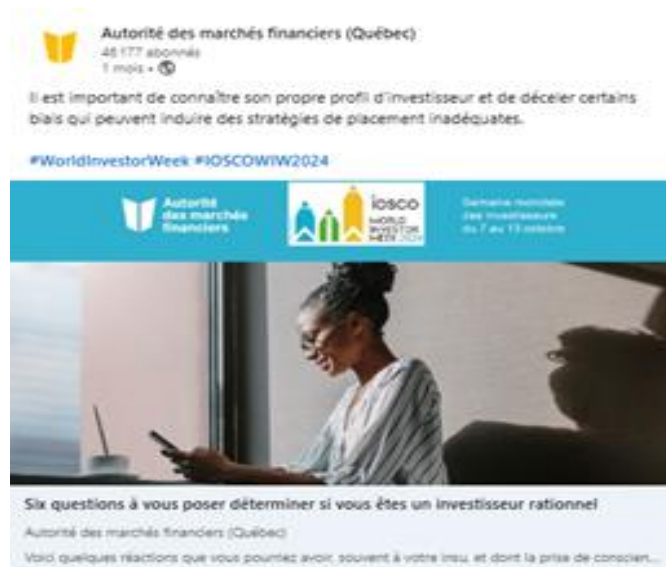 Autorité des marchés financiers (Québec)
46 177 abonnés
1 mois •
Il est important de connaître son propre profil d'investisseur et de déceler certains
biais qui peuvent induire des stratégies de placement inadéquates.
#WorldInvestorWeek #IOSCOWIW2024
Autorité
des marchés
financiers
iosco
WORLD
INVESTOR
WEEK 2024
Semaine mondiale
des investisseurs
du 7 au 13 octobre
Six questions à vous poser déterminer si vous êtes un investisseur rationnel
Autorité des marchés financiers (Québec)
Voici quelques réactions que vous pourriez avoir, souvent à votre insu, et dont la prise de conscien...